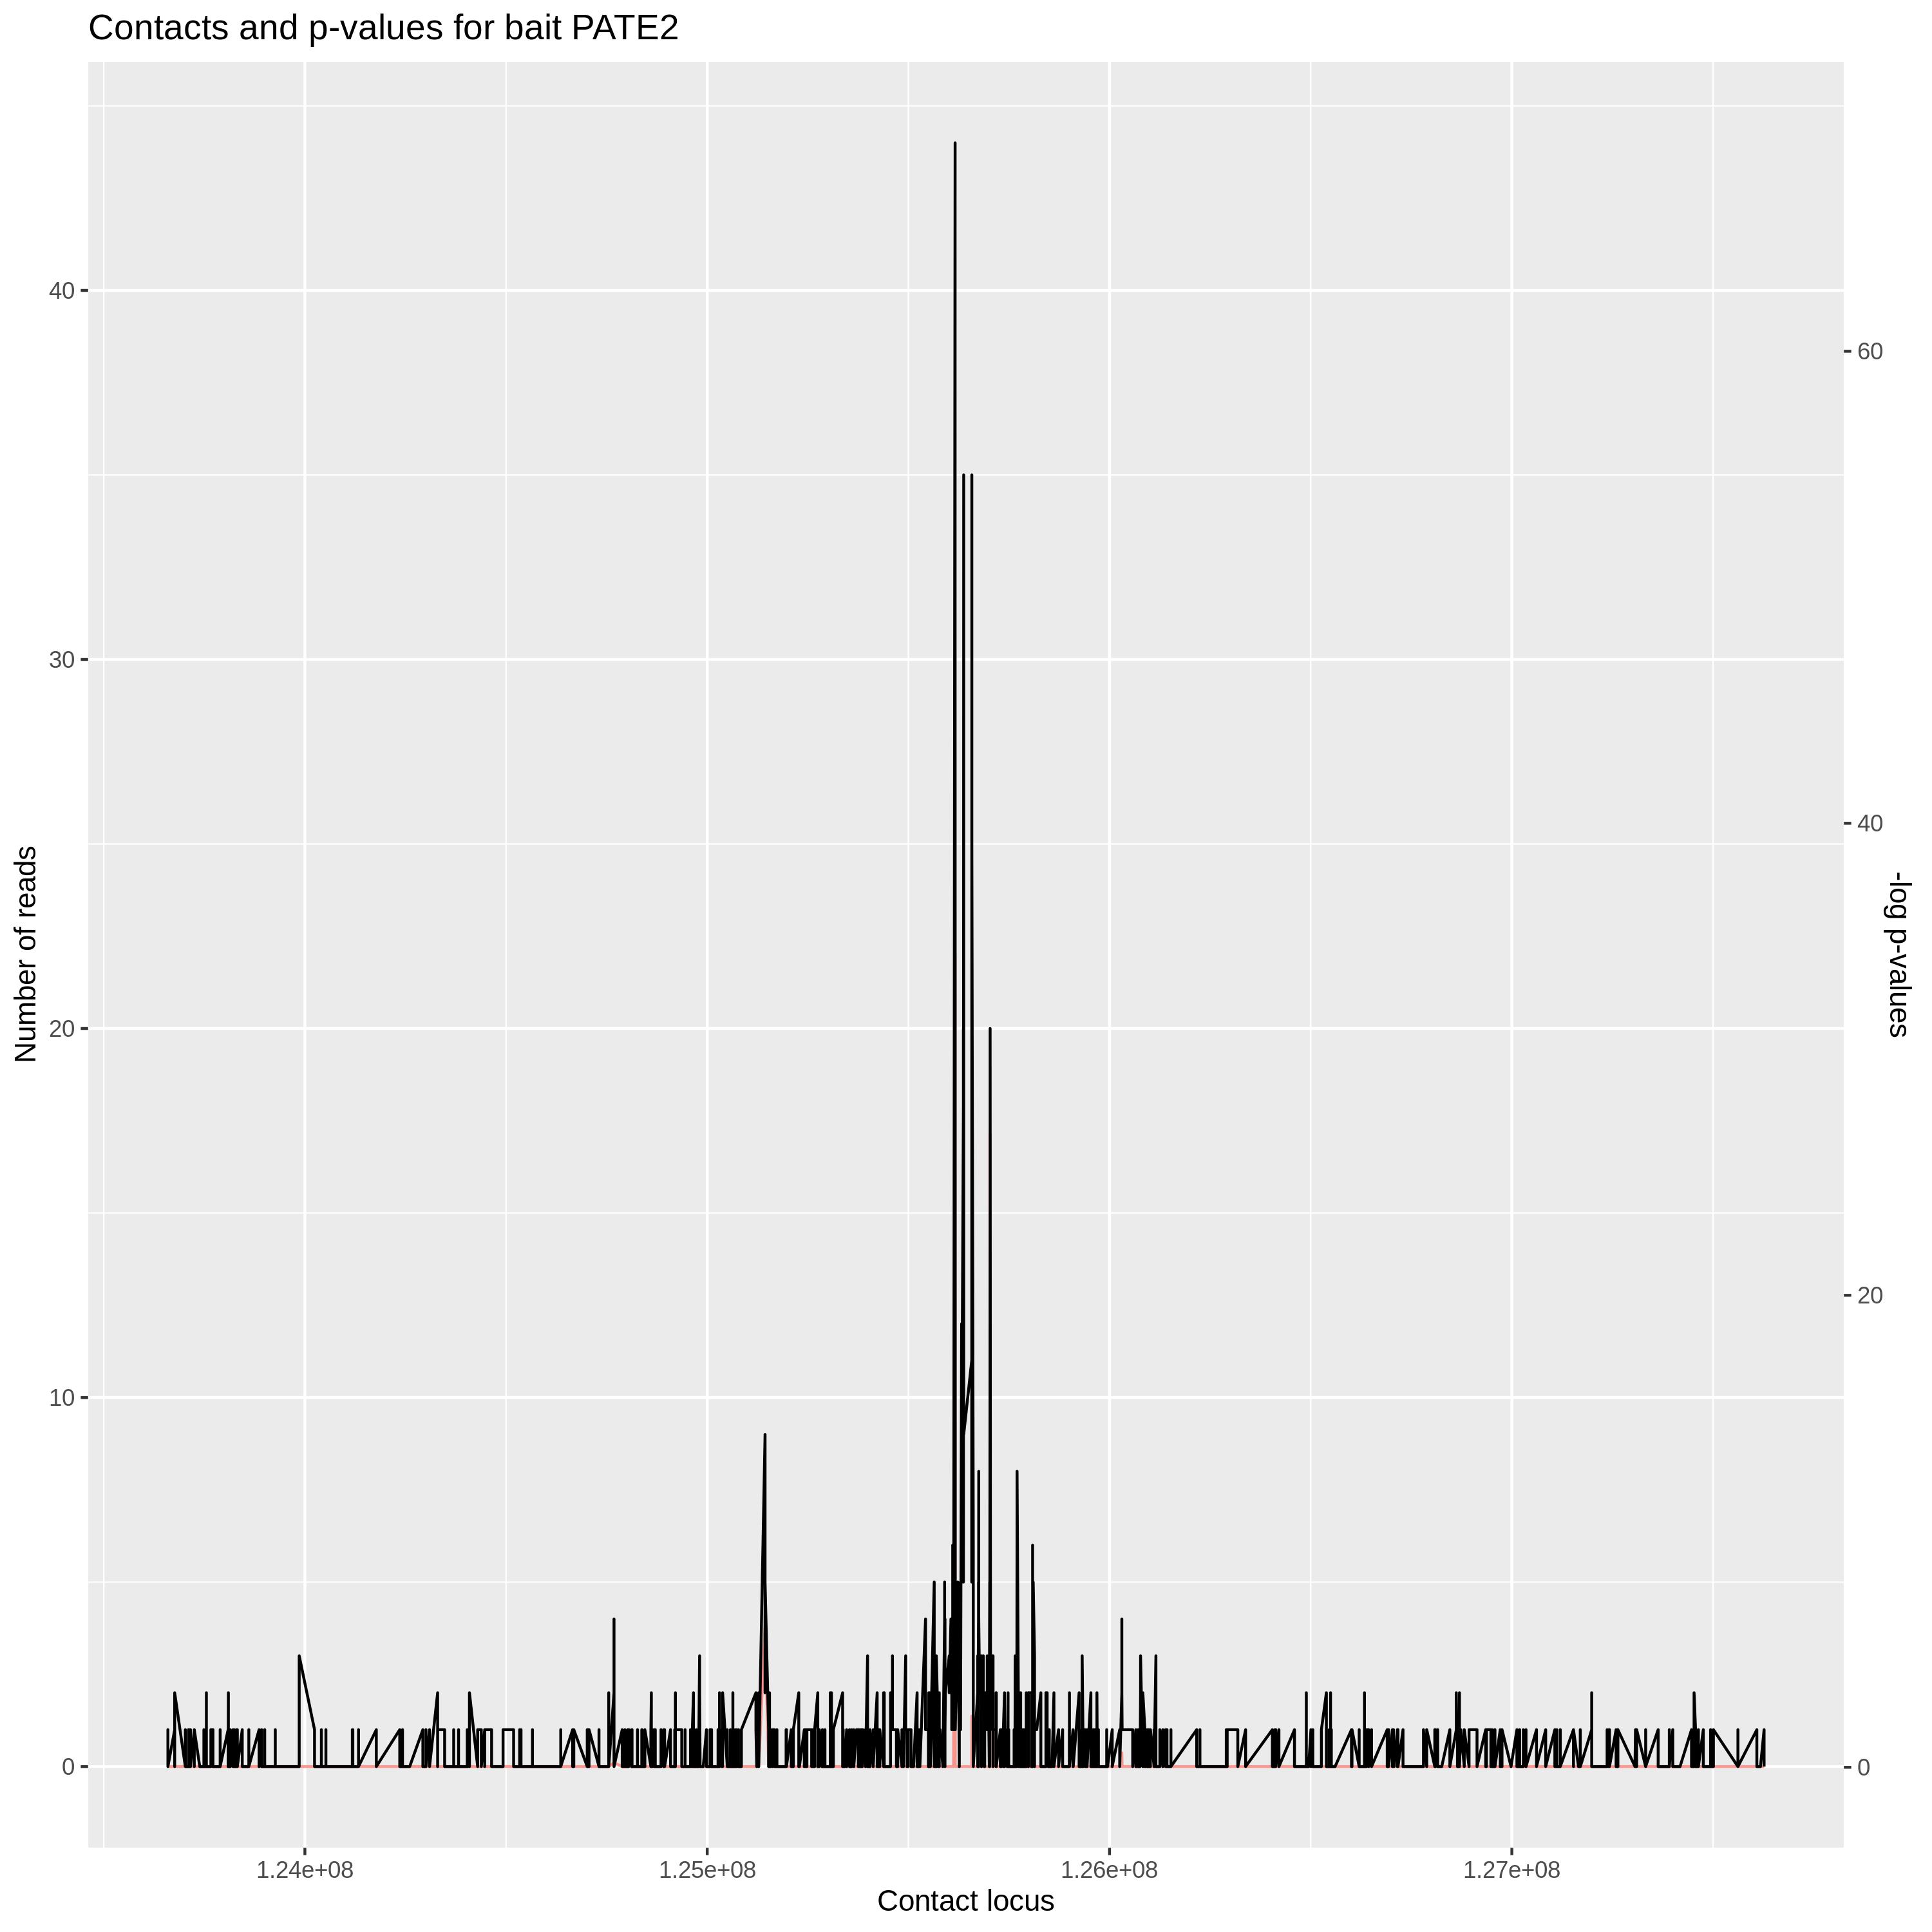 Contacts and p-values for bait PATE2
Number of reads
40
30
20
10
0
60
40
20
0
-log p-values
1.24e+08
1.25e+08
1.26e+08
1.27e+08
Contact locus